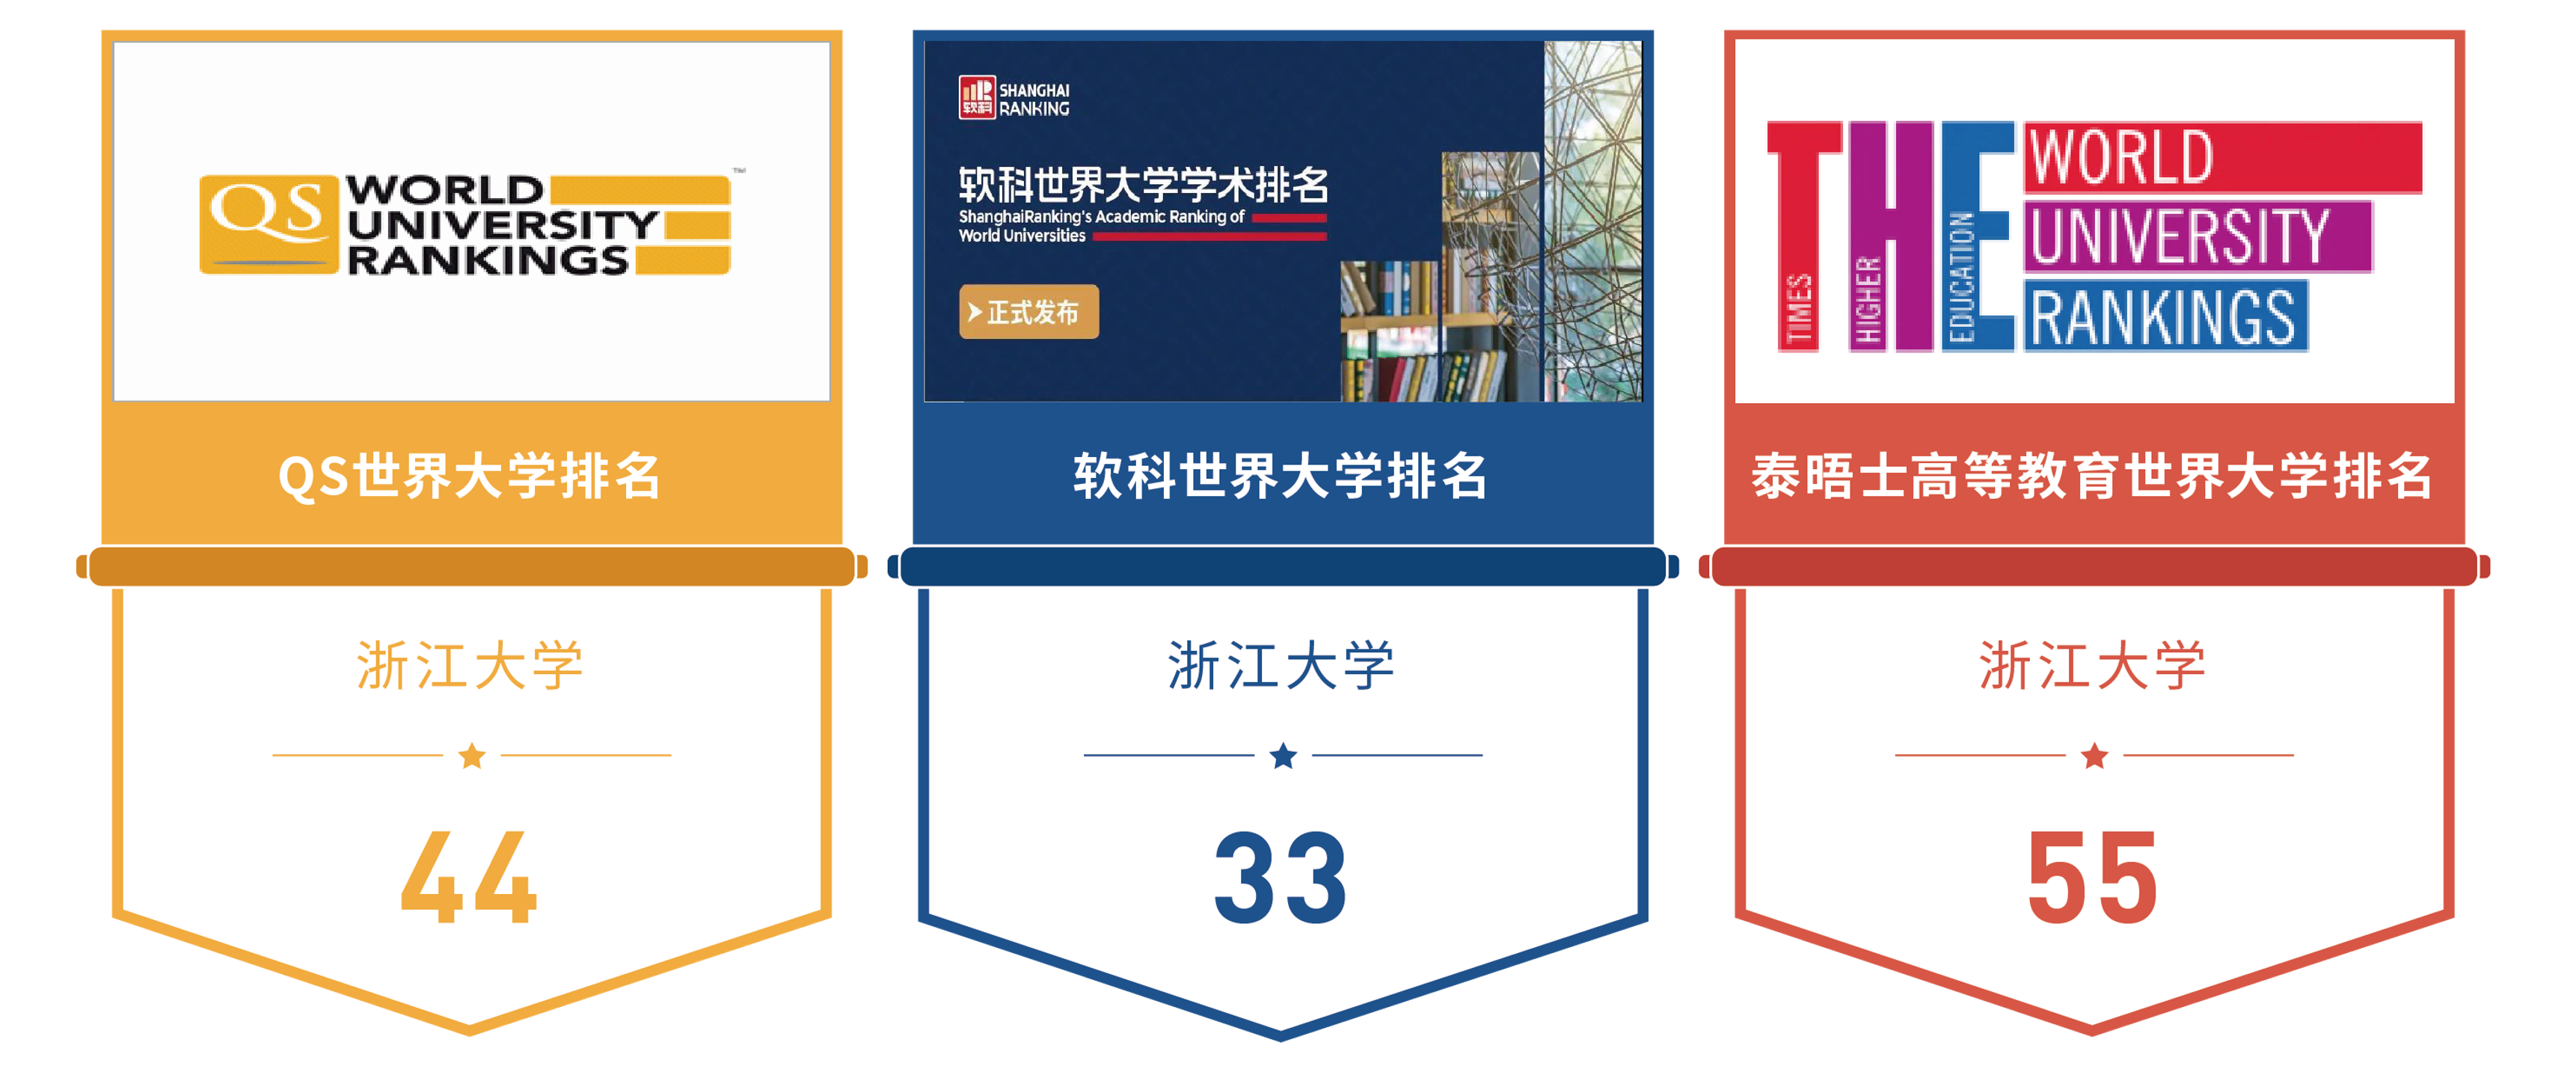 QS WORLD
UNIVERSITY
RANKINGS
™
QS世界大学排名
浙江大学
44
软科
SHANGHAI
RANKING
软科世界大学学术排名
ShanghaiRanking's Academic Ranking of
World Universities
正式发布
软科世界大学排名
浙江大学
33
THE
TIMES
HIGHER
EDUCATION
WORLD
UNIVERSITY
RANKINGS
泰晤士高等教育世界大学排名
浙江大学
55